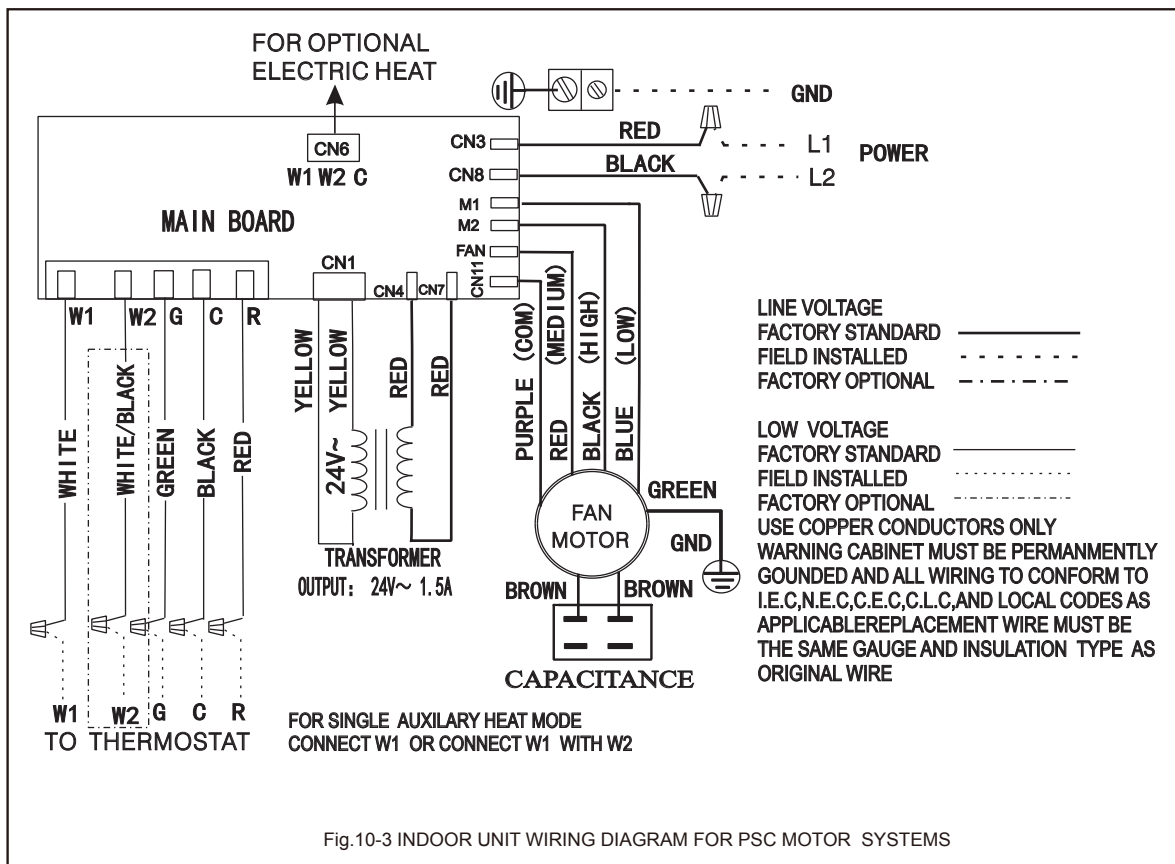 FOR OPTIONAL
ELECTRIC HEAT
GND
CN6
W1 W2 C
MAIN BOARD
CN3
RED
L1
POWER
CN8
BLACK
L2
M1
M2
FAN
CN11
CN1
CN4
CN7
W1
W2
G
C
R
WHITE
WHITE/BLACK
GREEN
BLACK
RED
YELLOW
YELLOW
RED
RED
24V~
TRANSFORMER
OUTPUT: 24V~ 1.5A
PURPLE (COM)
RED (MEDIUM)
BLACK (HIGH)
BLUE (LOW)
FAN
MOTOR
GREEN
GND
BROWN
BROWN
CAPACITANCE
W1
W2
G
C
R
TO THERMOSTAT
FOR SINGLE AUXILARY HEAT MODE
CONNECT W1 OR CONNECT W1 WITH W2
LINE VOLTAGE
FACTORY STANDARD
FIELD INSTALLED
FACTORY OPTIONAL
LOW VOLTAGE
FACTORY STANDARD
FIELD INSTALLED
FACTORY OPTIONAL
USE COPPER CONDUCTORS ONLY
WARNING CABINET MUST BE PERMANMENTLY
GOUNDED AND ALL WIRING TO CONFORM TO
I.E.C,N.E.C,C.E.C,C.L.C,AND LOCAL CODES AS
APPLICABLEREPLACEMENT WIRE MUST BE
THE SAME GAUGE AND INSULATION TYPE AS
ORIGINAL WIRE
Fig.10-3 INDOOR UNIT WIRING DIAGRAM FOR PSC MOTOR SYSTEMS